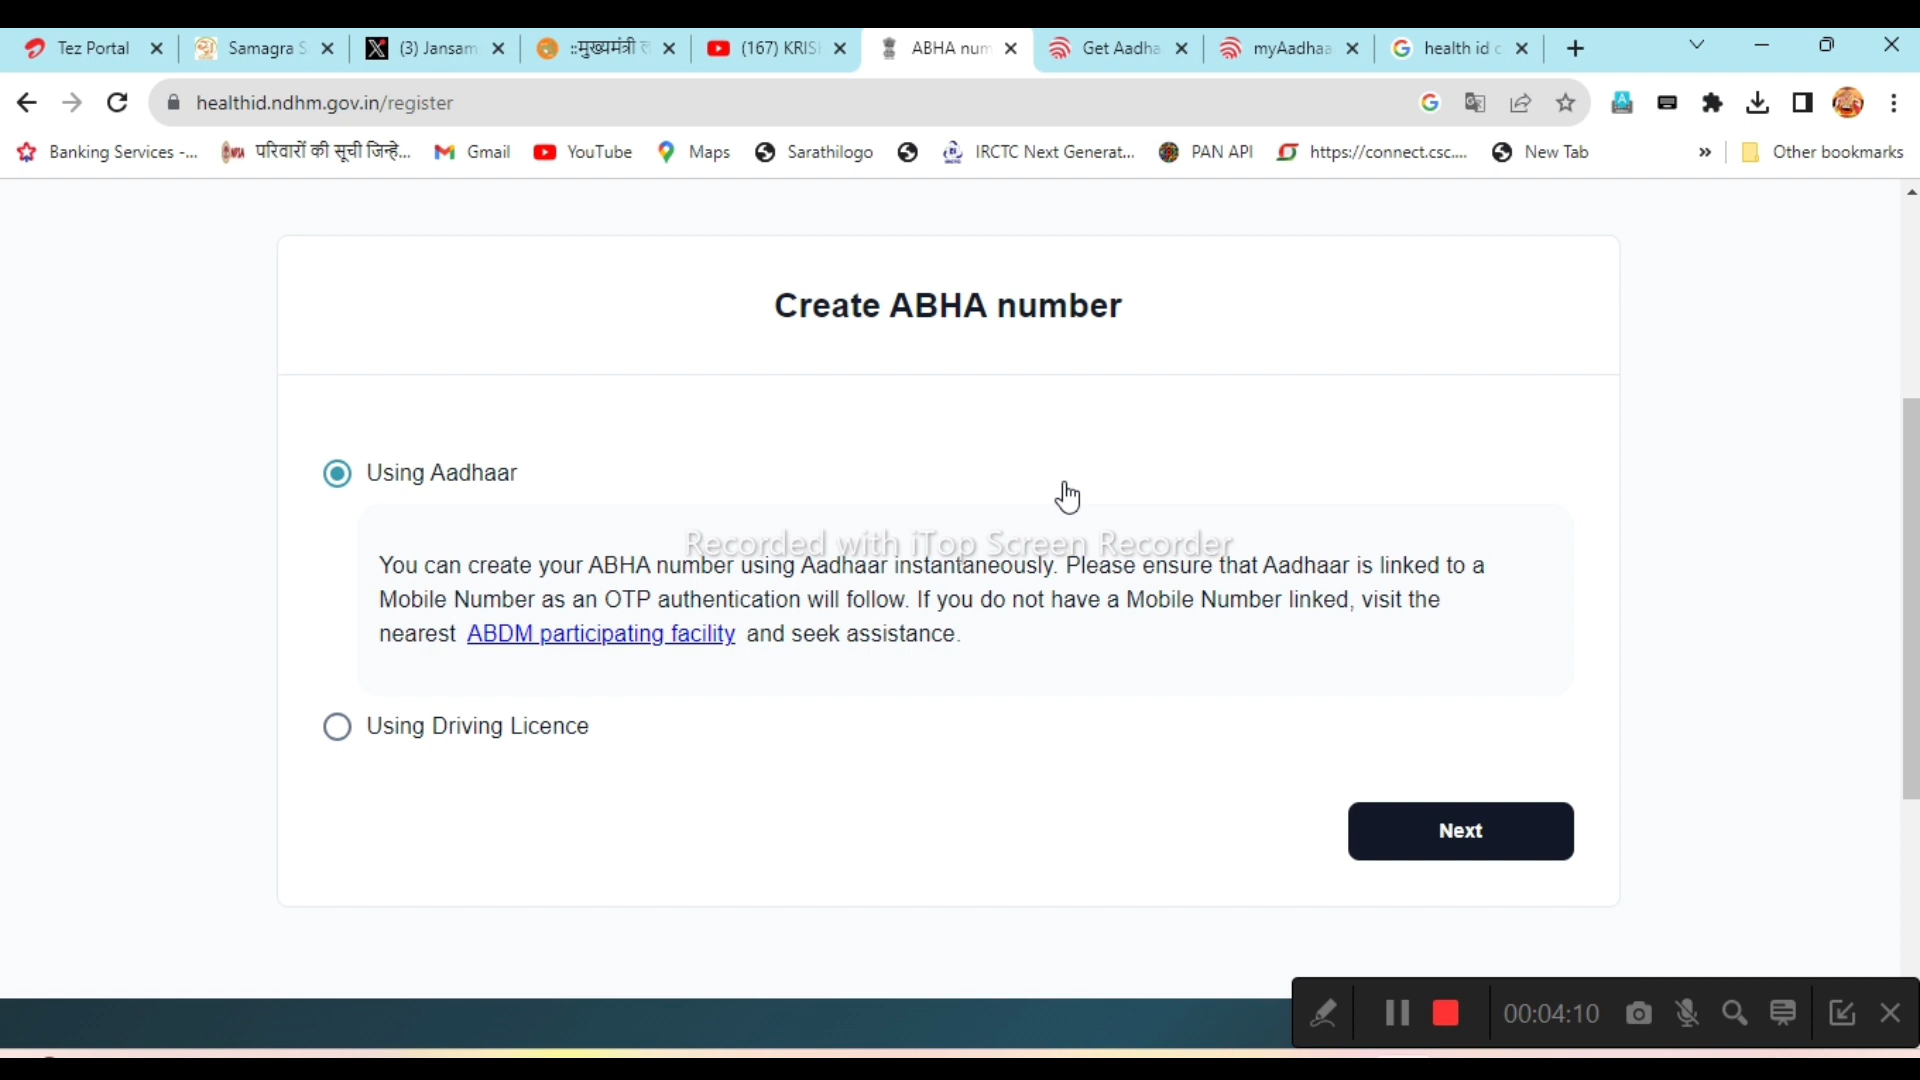 Tez Portal
Samagra S
(3) Jansam
::मुख्यमंत्री ल
(167) KRIS
ABHA num
Get Aadha
myAadhaa
health id c
healthid.ndhm.gov.in/register
Banking Services -...
परिवारों की सूची जिन्हे...
Gmail
YouTube
Maps
Sarathilogo
IRCTC Next Generat...
PAN API
https://connect.csc....
New Tab
»
Other bookmarks
Create ABHA number
Using Aadhaar
Recorded with iTop Screen Recorder
You can create your ABHA number using Aadhaar instantaneously. Please ensure that Aadhaar is linked to a
Mobile Number as an OTP authentication will follow. If you do not have a Mobile Number linked, visit the
nearest ABDM participating facility and seek assistance.
Using Driving Licence
Next
00:04:10